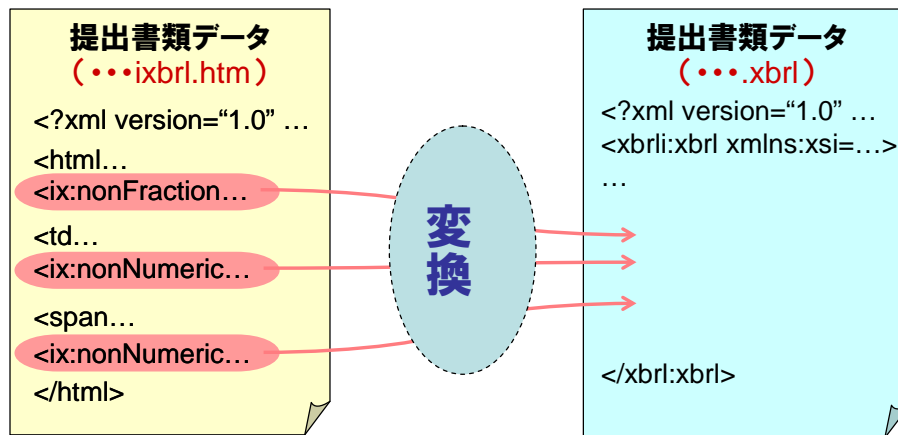 提出書類データ
(・・・ixbrl.htm)
<?xml version=“1.0” …
<html…
<ix:nonFraction…
<td…
<ix:nonNumeric…
<span…
<ix:nonNumeric…
</html>
変換
提出書類データ
(・・・.xbrl)
<?xml version=“1.0” …
<xbrli:xbrl xmlns:xsi=…>
…
</xbrl:xbrl>